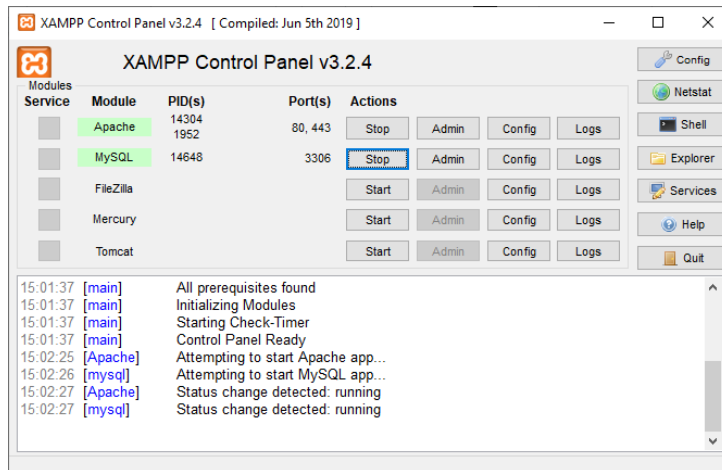 XAMPP Control Panel v3.2.4 [ Compiled: Jun 5th 2019 ]
XAMPP Control Panel v3.2.4
Config
Modules
Service Module PID(s) Port(s) Actions
Netstat
Apache 14304 1952 80, 443 Stop Admin Config Logs
Shell
MySQL 14648 3306 Stop Admin Config Logs
Explorer
FileZilla Start Admin Config Logs
Services
Mercury Start Admin Config Logs
Help
Tomcat Start Admin Config Logs
Quit
15:01:37 [main] All prerequisites found
15:01:37 [main] Initializing Modules
15:01:37 [main] Starting Check-Timer
15:01:37 [main] Control Panel Ready
15:02:25 [Apache] Attempting to start Apache app...
15:02:26 [mysql] Attempting to start MySQL app...
15:02:27 [Apache] Status change detected: running
15:02:27 [mysql] Status change detected: running